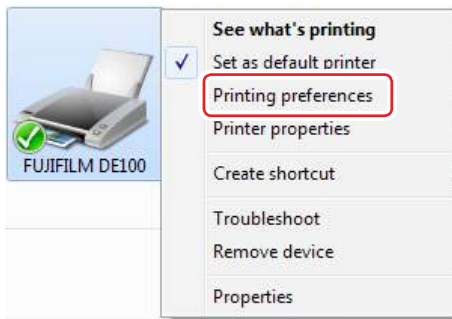 See what's printing
Set as default printer
Printing preferences
Printer properties
Create shortcut
Troubleshoot
Remove device
Properties
FUJIFILM DE100